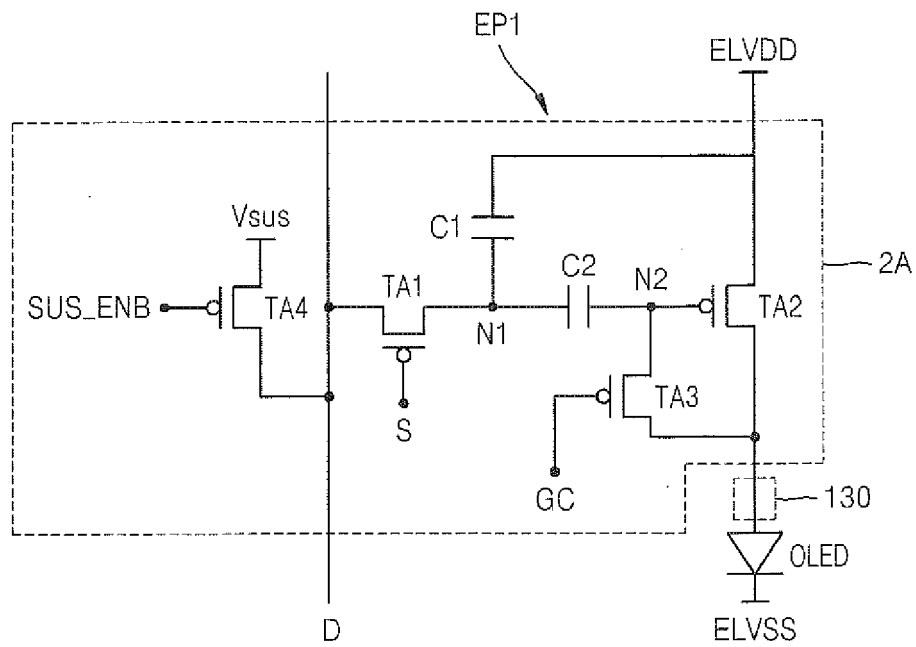 EP1
ELVDD
Vsus
C1
2A
SUS_ENB
TA4
TA1
C2
N2
TA2
N1
TA3
S
GC
130
OLED
D
ELVSS